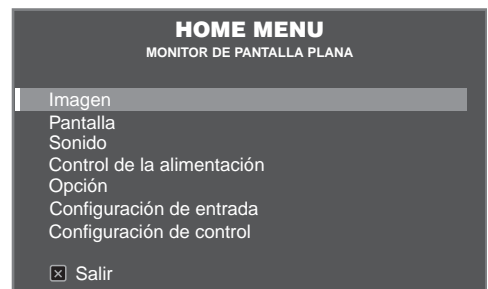 HOME MENU
MONITOR DE PANTALLA PLANA
Imagen
Pantalla
Sonido
Control de la alimentación
Opción
Configuración de entrada
Configuración de control
Salir